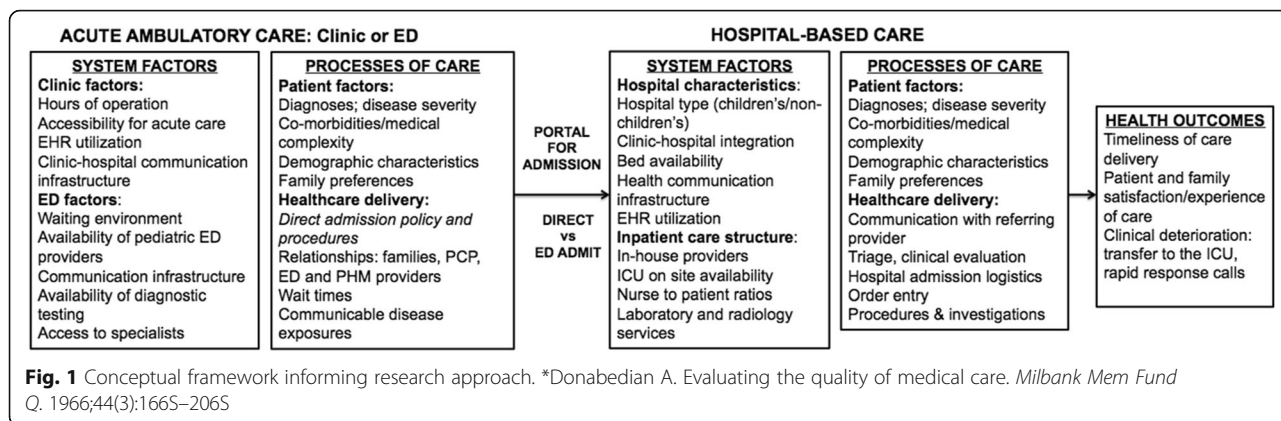 ACUTE AMBULATORY CARE: Clinic or ED
SYSTEM FACTORS
Clinic factors:
Hours of operation
Accessibility for acute care
EHR utilization
Clinic-hospital communication
infrastructure
ED factors:
Waiting environment
Availability of pediatric ED
providers
Communication infrastructure
Availability of diagnostic
testing
Access to specialists
PROCESSES OF CARE
Patient factors:
Diagnoses; disease severity
Co-morbidities/medical
complexity
Demographic characteristics
Family preferences
Healthcare delivery:
Direct admission policy and
procedures
Relationships: families, PCP,
ED and PHM providers
Wait times
Communicable disease
exposures
PORTAL
FOR
ADMISSION
DIRECT
vs
ED ADMIT
HOSPITAL-BASED CARE
SYSTEM FACTORS
Hospital characteristics:
Hospital type (children's/non-
children's)
Clinic-hospital integration
Bed availability
Health communication
infrastructure
EHR utilization
Inpatient care structure:
In-house providers
ICU on site availability
Nurse to patient ratios
Laboratory and radiology
services
PROCESSES OF CARE
Patient factors:
Diagnoses; disease severity
Co-morbidities/medical
complexity
Demographic characteristics
Family preferences
Healthcare delivery:
Communication with referring
provider
Triage, clinical evaluation
Hospital admission logistics
Order entry
Procedures & investigations
HEALTH OUTCOMES
Timeliness of care
delivery
Patient and family
satisfaction/experience
of care
Clinical deterioration:
transfer to the ICU,
rapid response calls
Fig. 1 Conceptual framework informing research approach. *Donabedian A. Evaluating the quality of medical care. Milbank Mem Fund
Q. 1966;44(3):166S–206S